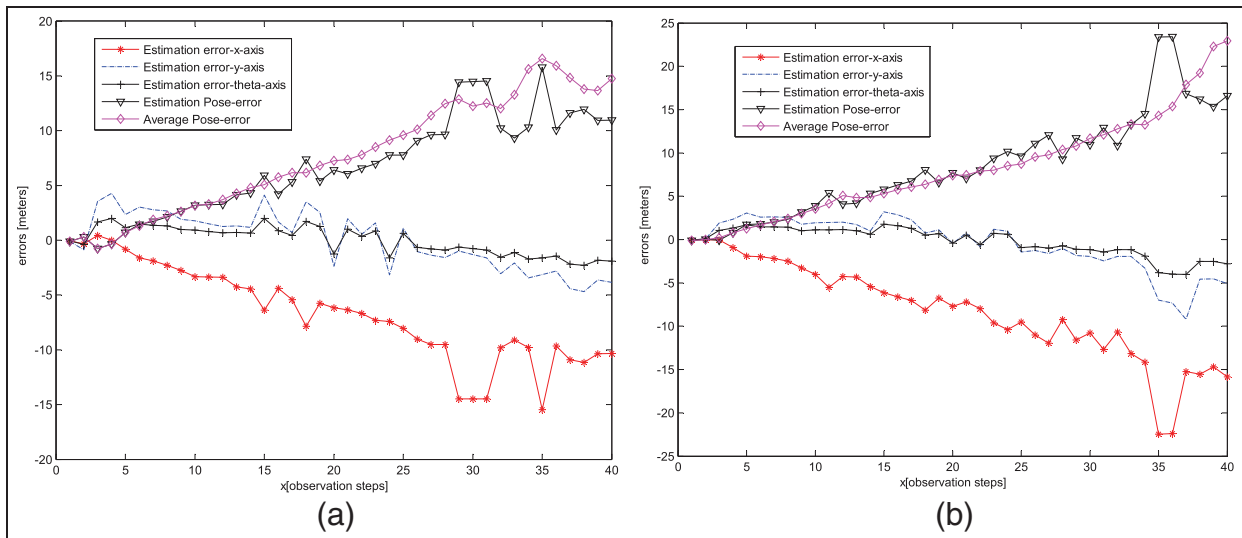 20
15
10
5
0
-5
-10
-15
-20
errors [meters]
Estimation error-x-axis
Estimation error-y-axis
Estimation error-theta-axis
Estimation Pose-error
Average Pose-error
0 5 10 15 20 25 30 35 40
x[observation steps]
(a)
25
20
15
10
5
0
-5
-10
-15
-20
-25
errors [meters]
Estimation error-x-axis
Estimation error-y-axis
Estimation error-theta-axis
Estimation Pose-error
Average Pose-error
0 5 10 15 20 25 30 35 40
x[observation steps]
(b)